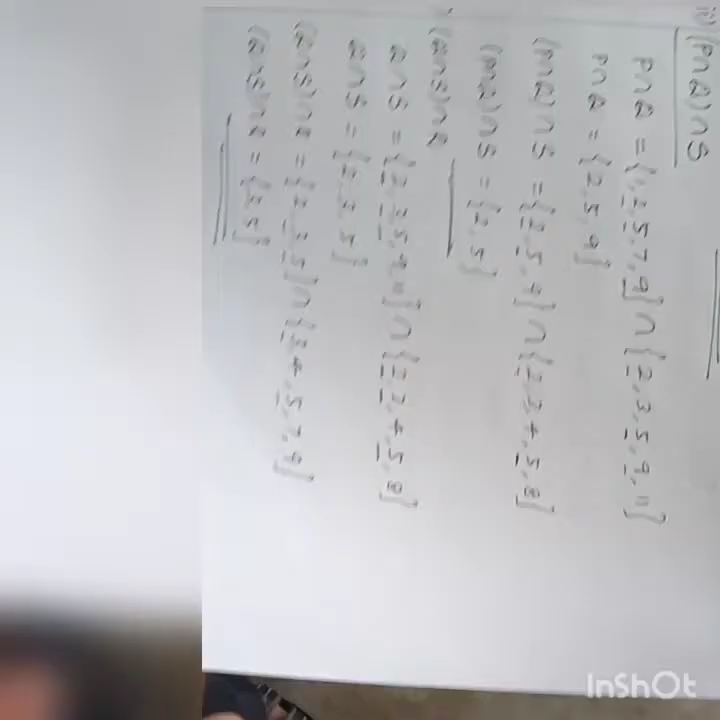 iv) (P∩Q)∩S
P∩Q = {1,2,5,7,9}∩{2,3,5,9,11}
P∩Q = {2,5,9}
(P∩Q)∩S = {2,5,9}∩{2,3,4,5,8}
(P∩Q)∩S = {2,5}
v) (Q∩S)∩R
Q∩S = {2,3,5,9,11}∩{2,3,4,5,8}
Q∩S = {2,3,5}
(Q∩S)∩R = {2,3,5}∩{3,4,5,7,9}
(Q∩S)∩R = {3,5}
InShOt